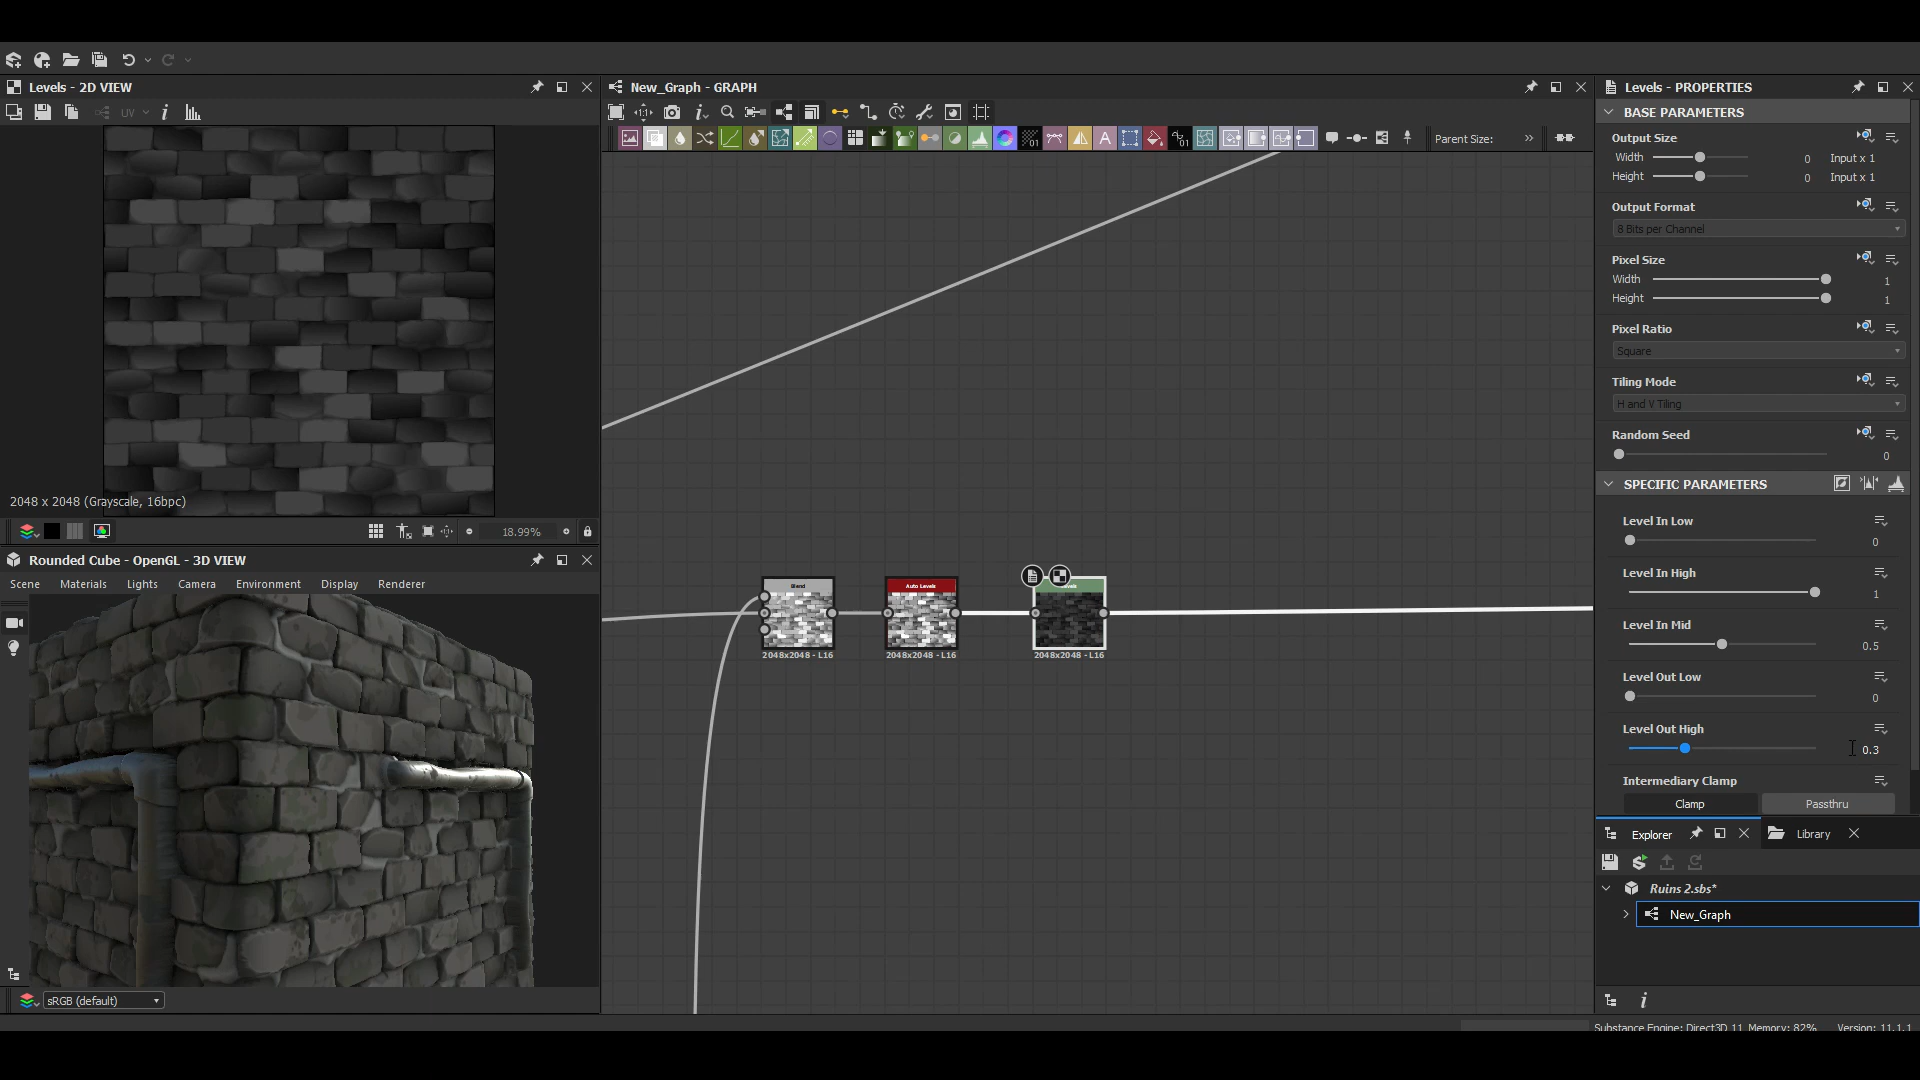 Levels - 2D VIEW
UV
2048 x 2048 (Grayscale, 16bpc)
18.99%
Rounded Cube - OpenGL - 3D VIEW
Scene Materials Lights Camera Environment Display Renderer
sRGB (default)
New_Graph - GRAPH
Parent Size:
Blend
2048x2048 - L16
Auto Levels
2048x2048 - L16
2048x2048 - L16
Levels - PROPERTIES
BASE PARAMETERS
Output Size
Width 0 Input x 1
Height 0 Input x 1
Output Format
8 Bits per Channel
Pixel Size
Width 1
Height 1
Pixel Ratio
Square
Tiling Mode
H and V Tiling
Random Seed
0
SPECIFIC PARAMETERS
Level In Low
0
Level In High
1
Level In Mid
0.5
Level Out Low
0
Level Out High
0.3
Intermediary Clamp
Clamp Passthru
Explorer Library
Ruins 2.sbs*
New_Graph
Substance Engine: Direct3D 11 Memory: 82% Version: 11.1.1